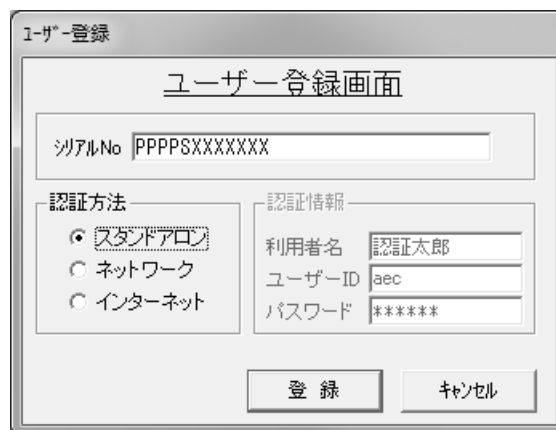 ﾕｰｻﾞｰ登録
ユーザー登録画面
ｼﾘｱﾙNo PPPPSXXXXXXX
認証方法
スタンドアロン
ネットワーク
インターネット
認証情報
利用者名 認証太郎
ユーザーID aec
パスワード ******
登 録
ｷｬﾝｾﾙ